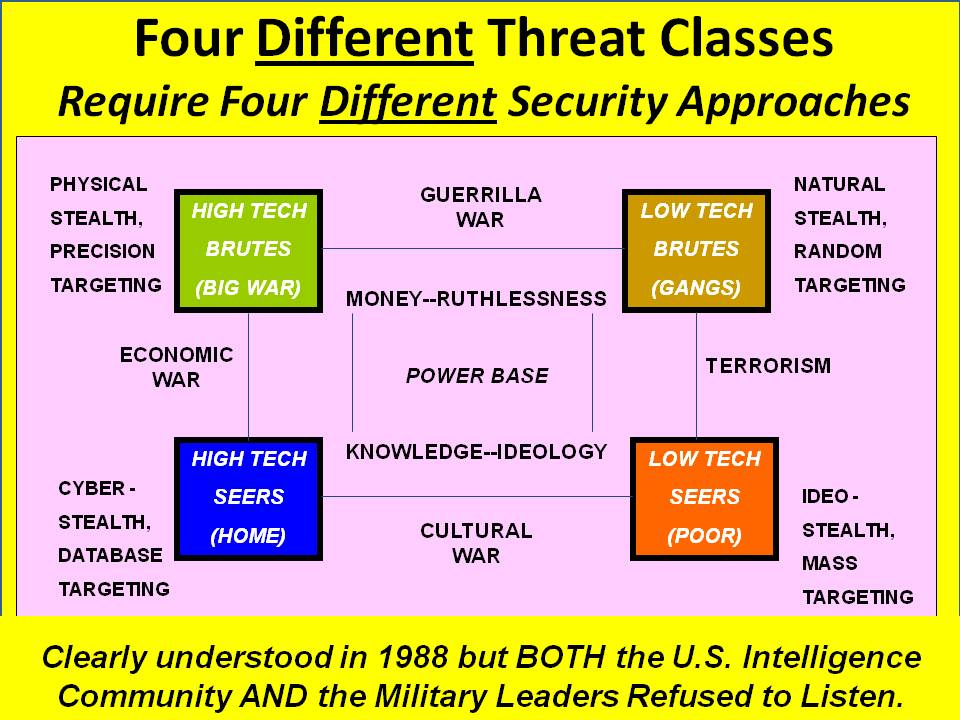 Four Different Threat Classes
Require Four Different Security Approaches
PHYSICAL
STEALTH,
PRECISION
TARGETING
HIGH TECH
BRUTES
(BIG WAR)
GUERRILLA
WAR
LOW TECH
BRUTES
(GANGS)
NATURAL
STEALTH,
RANDOM
TARGETING
MONEY--RUTHLESSNESS
ECONOMIC
WAR
POWER BASE
TERRORISM
KNOWLEDGE--IDEOLOGY
CYBER -
STEALTH,
DATABASE
TARGETING
HIGH TECH
SEERS
(HOME)
CULTURAL
WAR
LOW TECH
SEERS
(POOR)
IDEO -
STEALTH,
MASS
TARGETING
Clearly understood in 1988 but BOTH the U.S. Intelligence
Community AND the Military Leaders Refused to Listen.